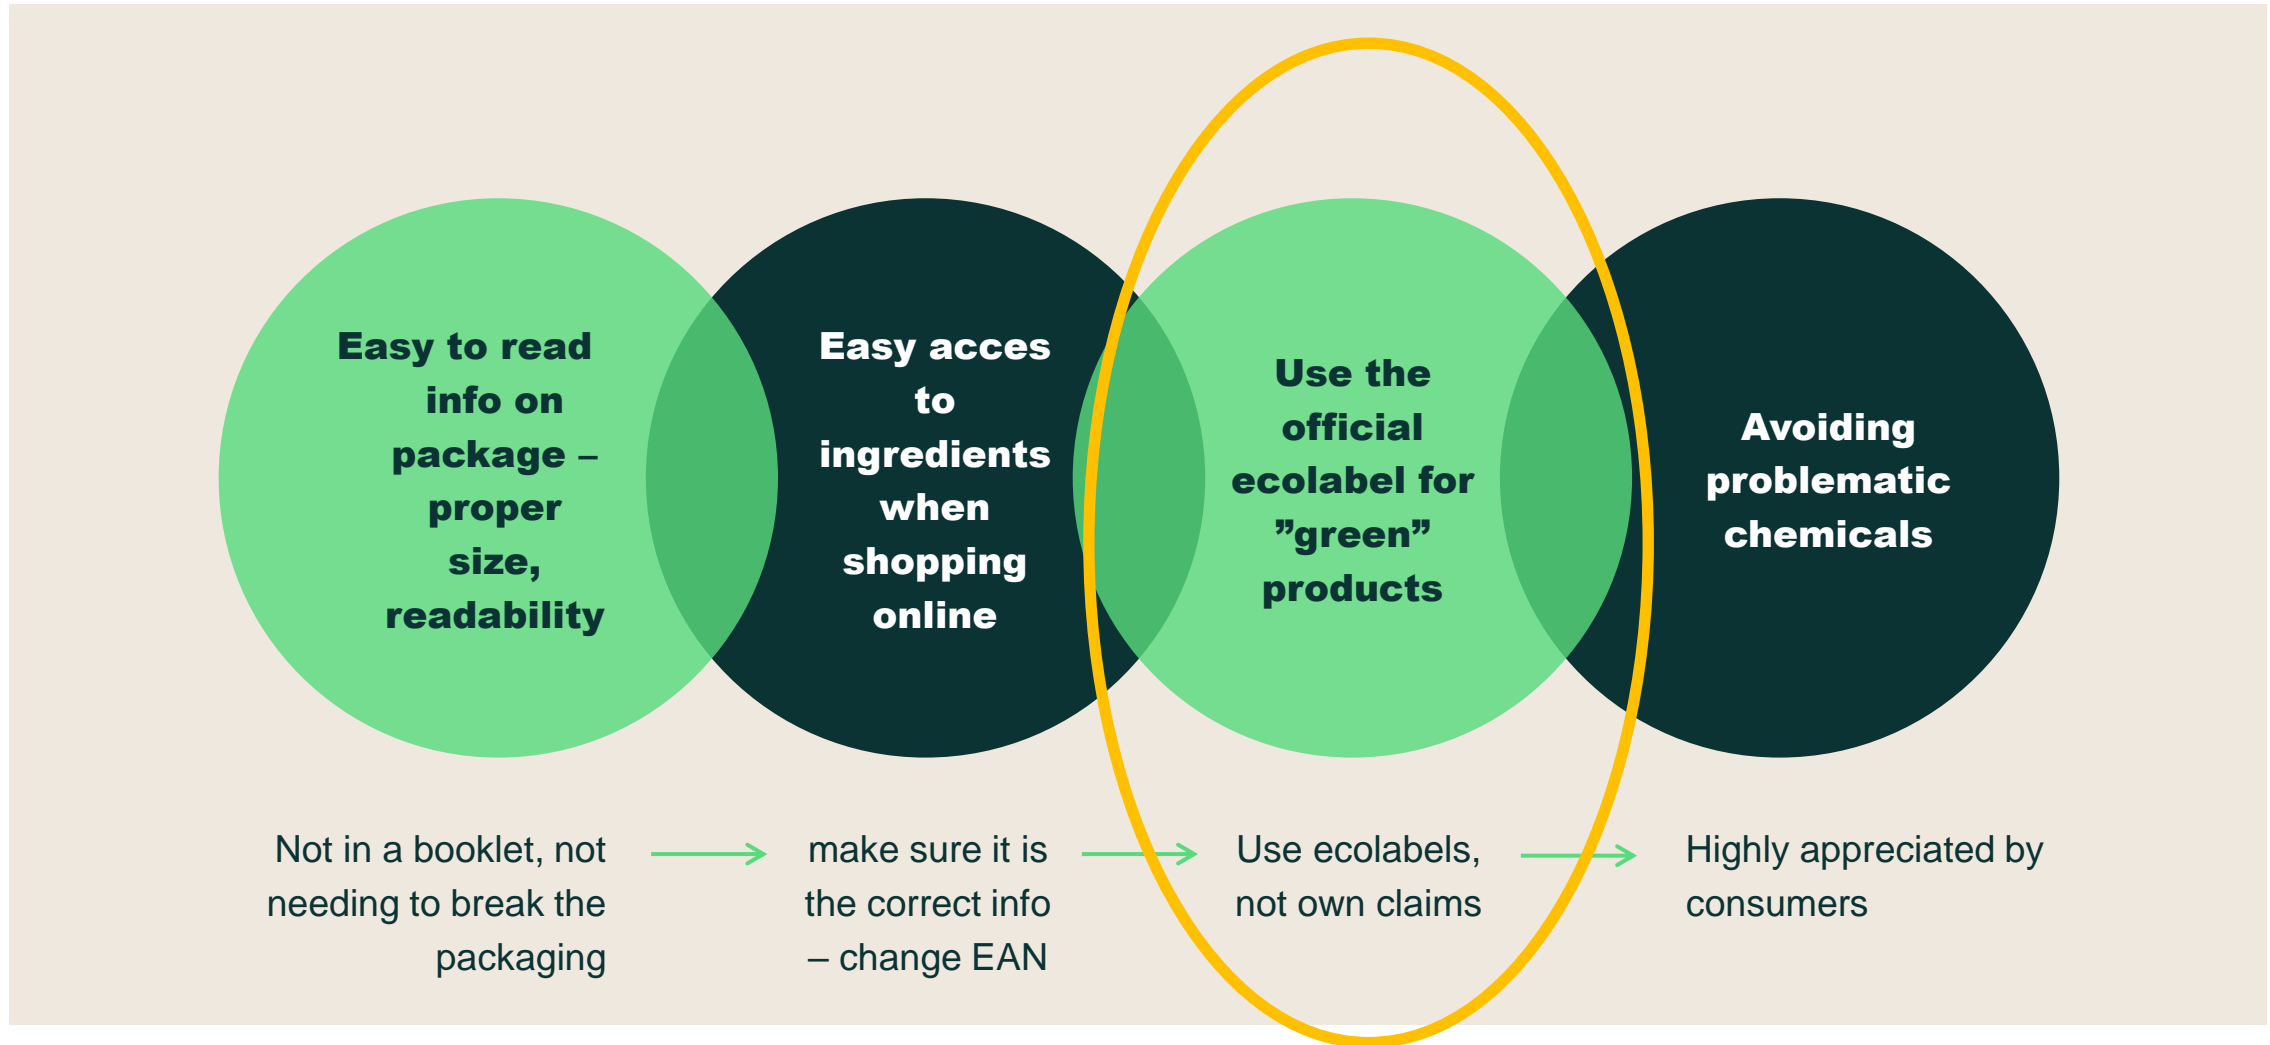 Easy to read
info on
package –
proper
size,
readability
Easy acces
to
ingredients
when
shopping
online
Use the
official
ecolabel for
”green”
products
Avoiding
problematic
chemicals
Not in a booklet, not
needing to break the
packaging
make sure it is
the correct info
– change EAN
Use ecolabels,
not own claims
Highly appreciated by
consumers